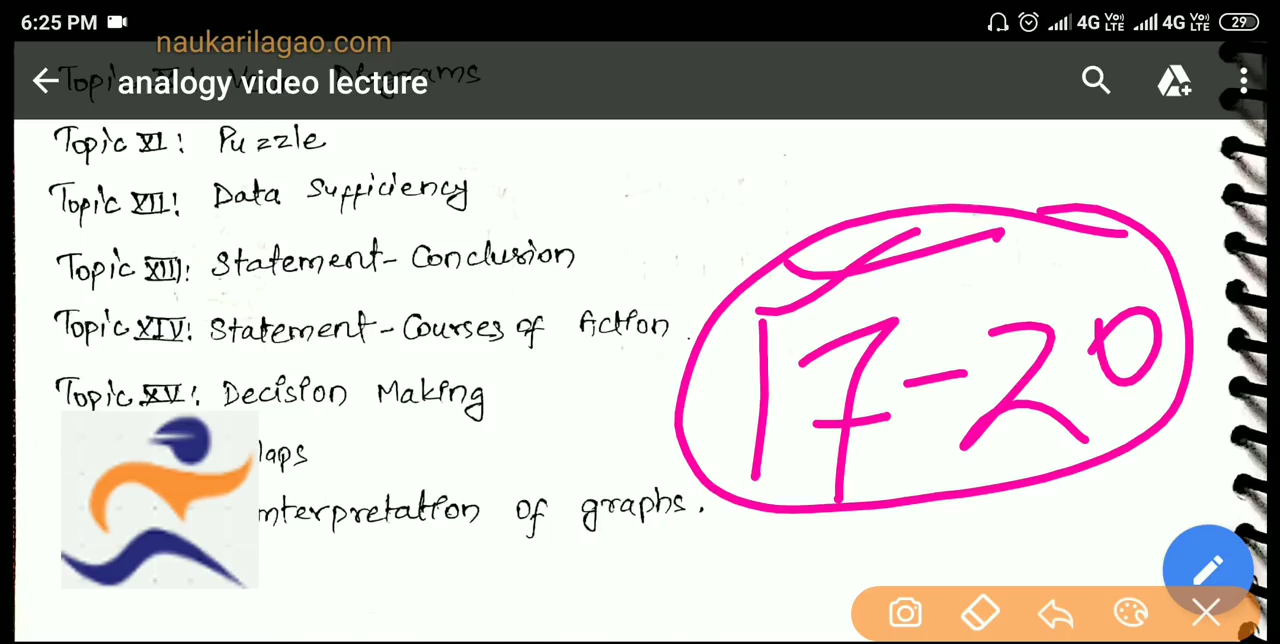 6:25 PM
4G VoLTE 4G VoLTE 29
naukarilagao.com
analogy video lecture
Topic XI: Puzzle
Topic XII: Data Sufficiency
Topic XIII: Statement-Conclusion
Topic XIV: Statement-Courses of Action
Topic XV: Decision Making
17-20
laps
nterpretation of graphs.